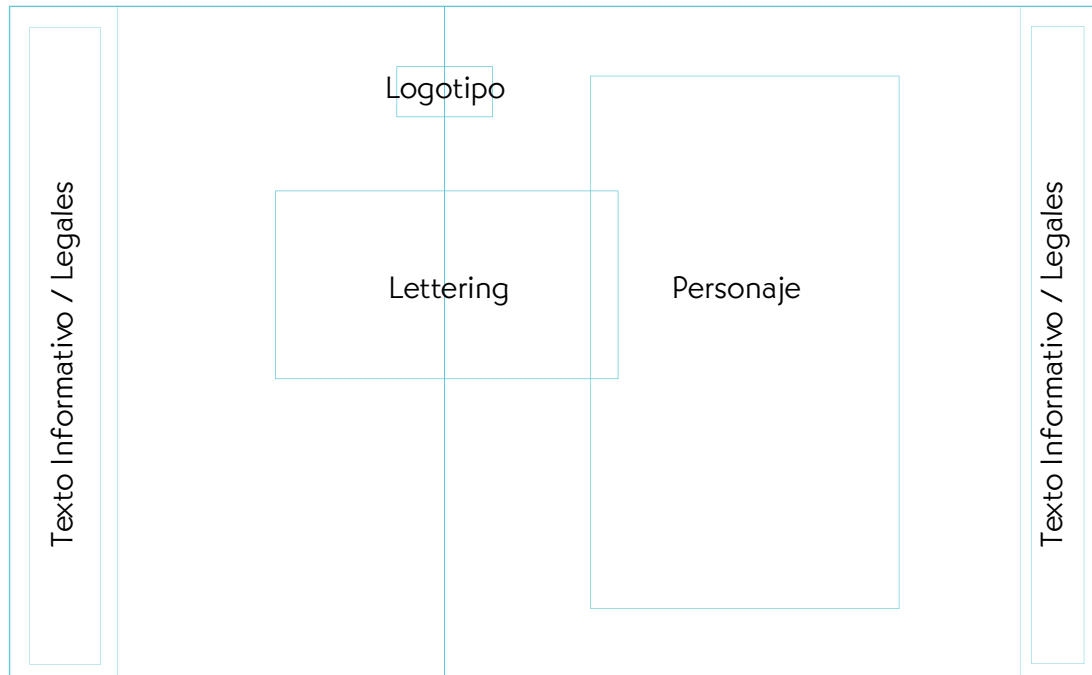 Texto Informativo / Legales
Logotipo
Lettering
Personaje
Texto Informativo / Legales